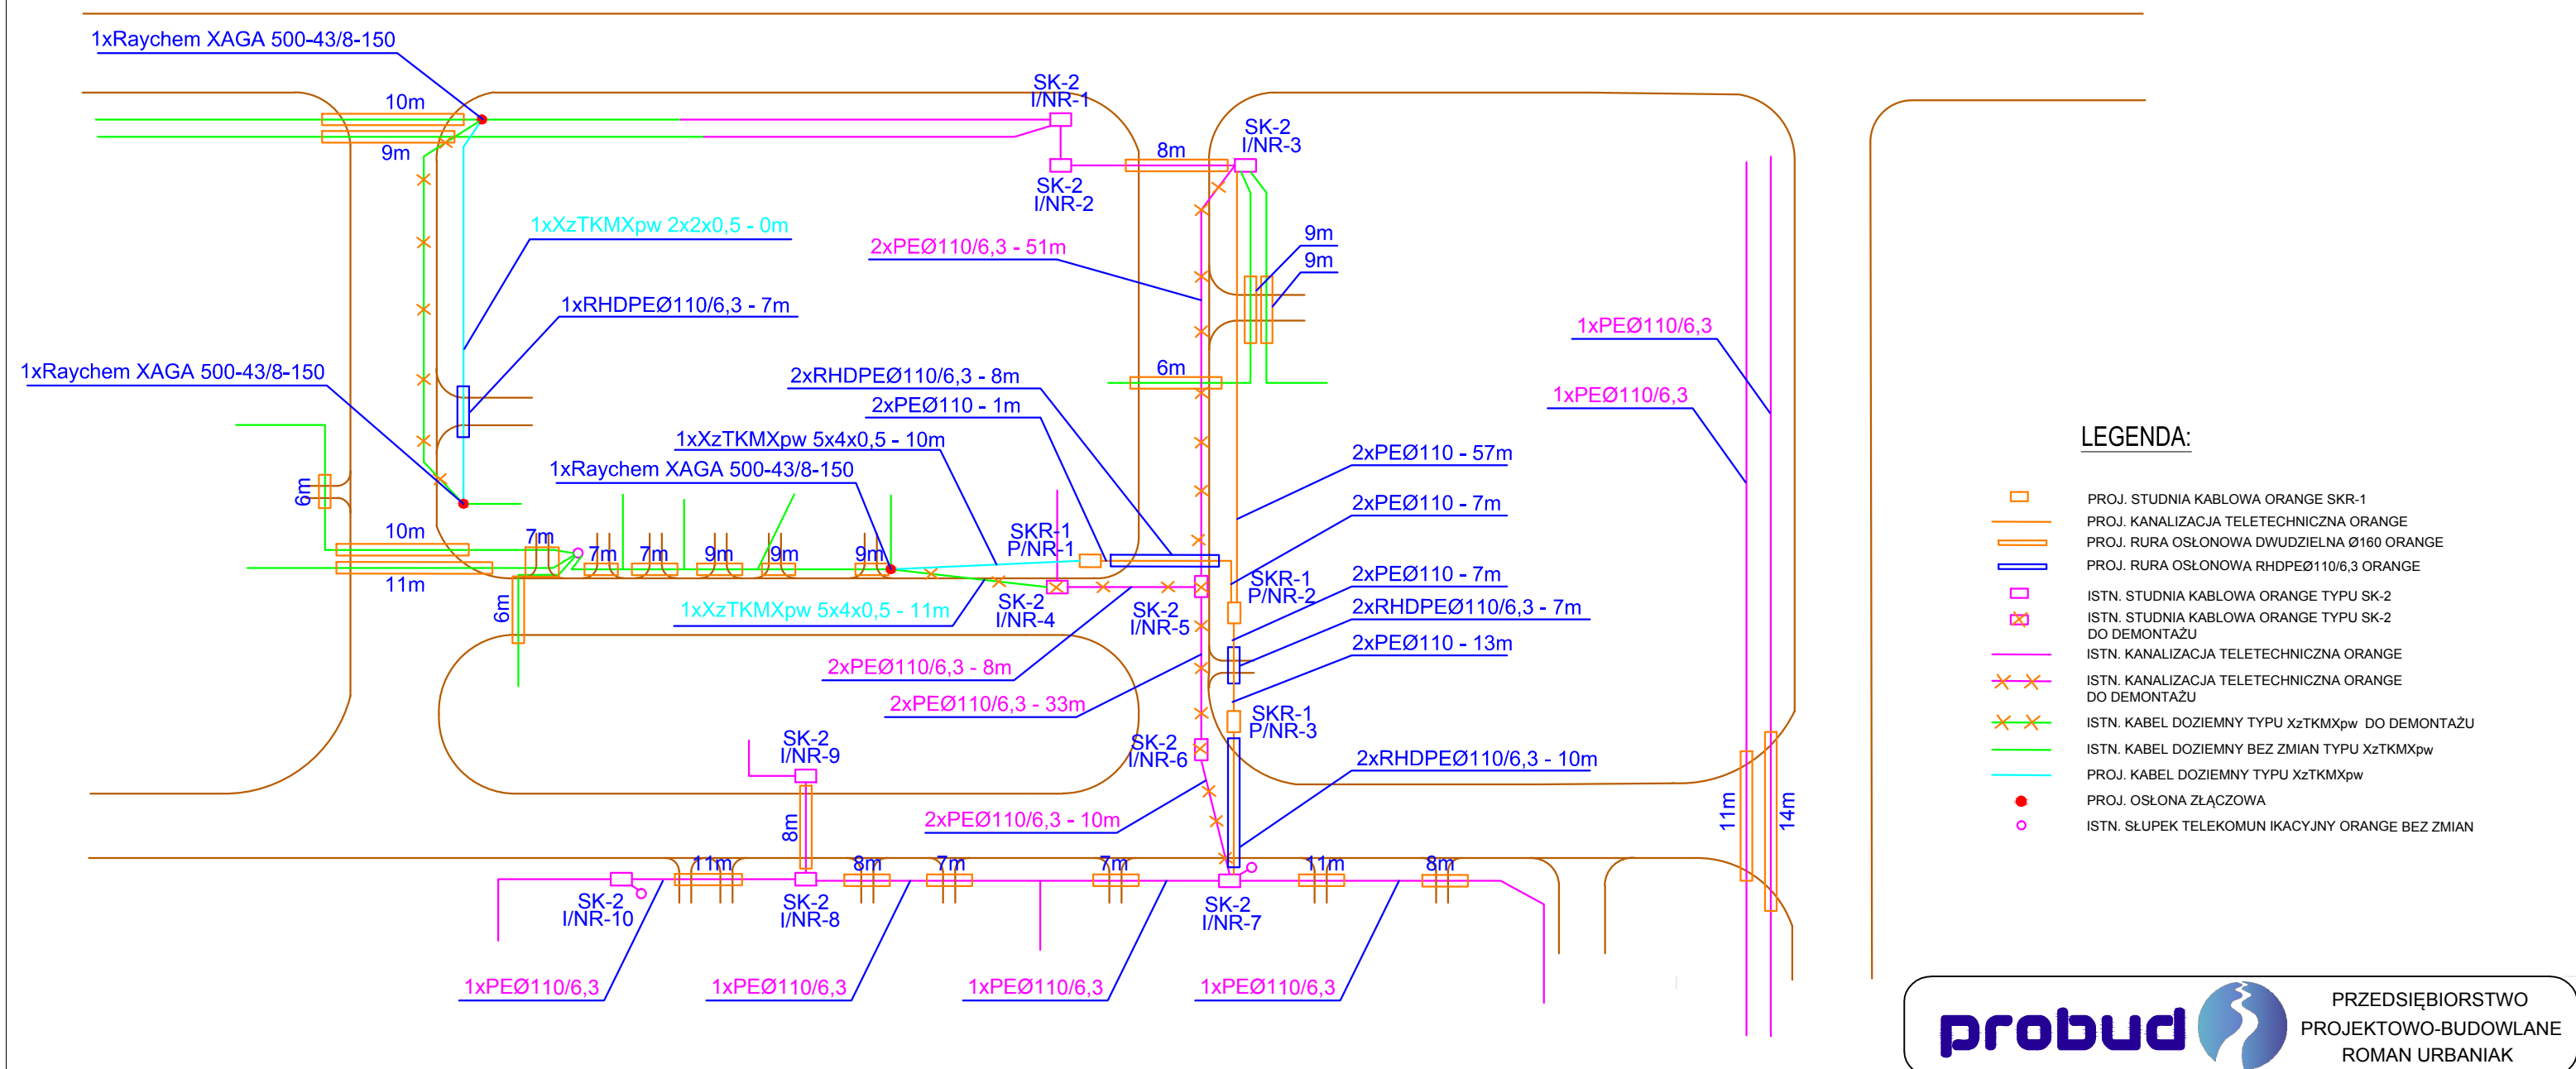 1xRaychem XAGA 500-43/8-150
10m
9m
SK-2
I/NR-1
SK-2
I/NR-2
8m
SK-2
I/NR-3
1xXzTKMXpw 2x2x0,5 - 0m
2xPEØ110/6,3 - 51m
9m
9m
1xRHDPEØ110/6,3 - 7m
1xPEØ110/6,3
1xRaychem XAGA 500-43/8-150
2xRHDPEØ110/6,3 - 8m
6m
1xPEØ110/6,3
2xPEØ110 - 1m
1xXzTKMXpw 5x4x0,5 - 10m
1xRaychem XAGA 500-43/8-150
2xPEØ110 - 57m
2xPEØ110 - 7m
6m
10m
11m
7m
7m
7m
9m
9m
9m
SKR-1
P/NR-1
2xPEØ110 - 7m
SKR-1
P/NR-2
2xRHDPEØ110/6,3 - 7m
6m
1xXzTKMXpw 5x4x0,5 - 11m
SK-2
I/NR-4
SK-2
I/NR-5
2xPEØ110 - 13m
2xPEØ110/6,3 - 8m
2xPEØ110/6,3 - 33m
SKR-1
P/NR-3
SK-2
I/NR-9
SK-2
I/NR-6
2xRHDPEØ110/6,3 - 10m
8m
2xPEØ110/6,3 - 10m
11m
14m
11m
8m
7m
7m
11m
8m
SK-2
I/NR-10
SK-2
I/NR-8
SK-2
I/NR-7
1xPEØ110/6,3
1xPEØ110/6,3
1xPEØ110/6,3
1xPEØ110/6,3
LEGENDA:
PROJ. STUDNIA KABLOWA ORANGE SKR-1
PROJ. KANALIZACJA TELETECHNICZNA ORANGE
PROJ. RURA OSŁONOWA DWUDZIELNA Ø160 ORANGE
PROJ. RURA OSŁONOWA RHDPEØ110/6,3 ORANGE
ISTN. STUDNIA KABLOWA ORANGE TYPU SK-2
ISTN. STUDNIA KABLOWA ORANGE TYPU SK-2
DO DEMONTAŻU
ISTN. KANALIZACJA TELETECHNICZNA ORANGE
ISTN. KANALIZACJA TELETECHNICZNA ORANGE
DO DEMONTAŻU
ISTN. KABEL DOZIEMNY TYPU XzTKMXpw DO DEMONTAŻU
ISTN. KABEL DOZIEMNY BEZ ZMIAN TYPU XzTKMXpw
PROJ. KABEL DOZIEMNY TYPU XzTKMXpw
PROJ. OSŁONA ZŁĄCZOWA
ISTN. SŁUPEK TELEKOMUN IKACYJNY ORANGE BEZ ZMIAN
probud
PRZEDSIĘBIORSTWO
PROJEKTOWO-BUDOWLANE
ROMAN URBANIAK